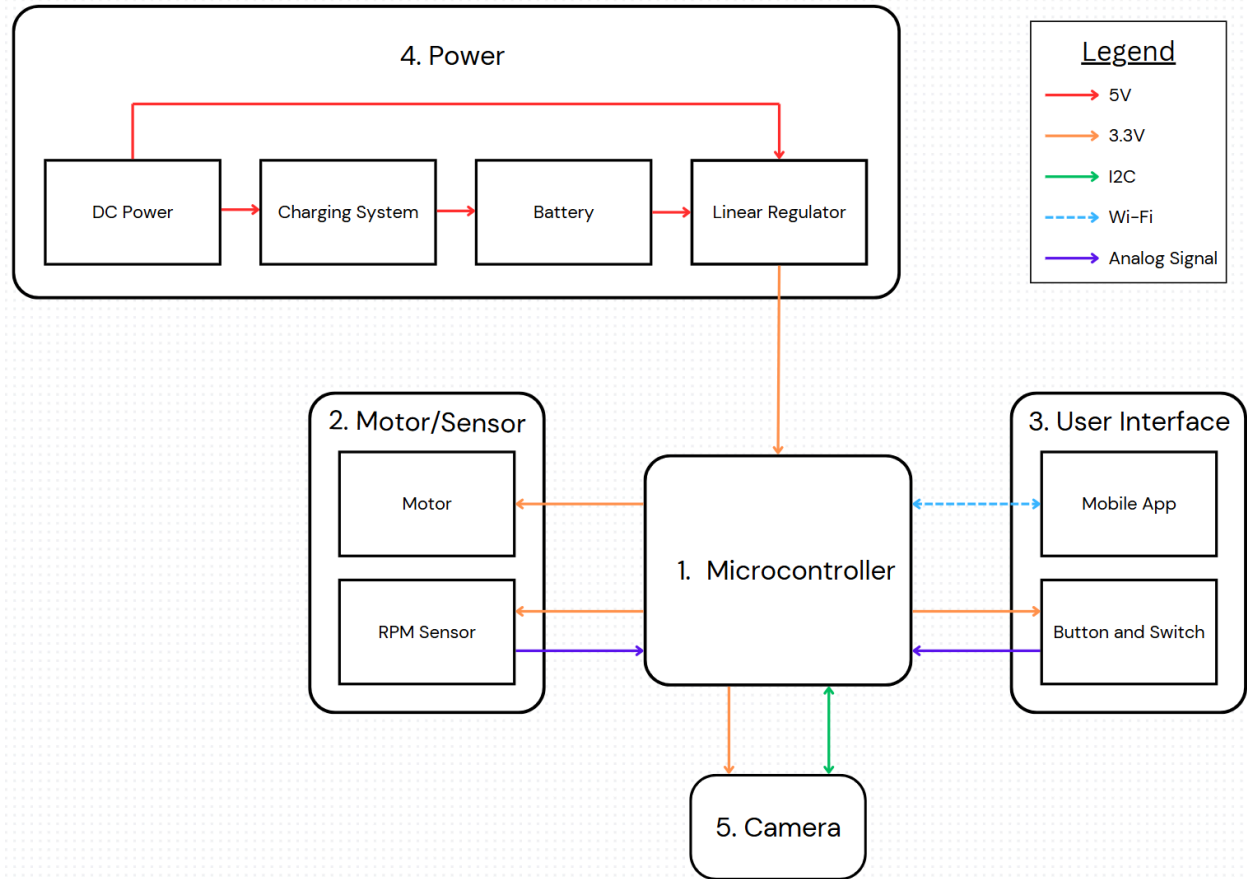 4. Power
DC Power
Charging System
Battery
Linear Regulator
Legend
5V
3.3V
I2C
Wi-Fi
Analog Signal
2. Motor/Sensor
Motor
RPM Sensor
1. Microcontroller
3. User Interface
Mobile App
Button and Switch
5. Camera